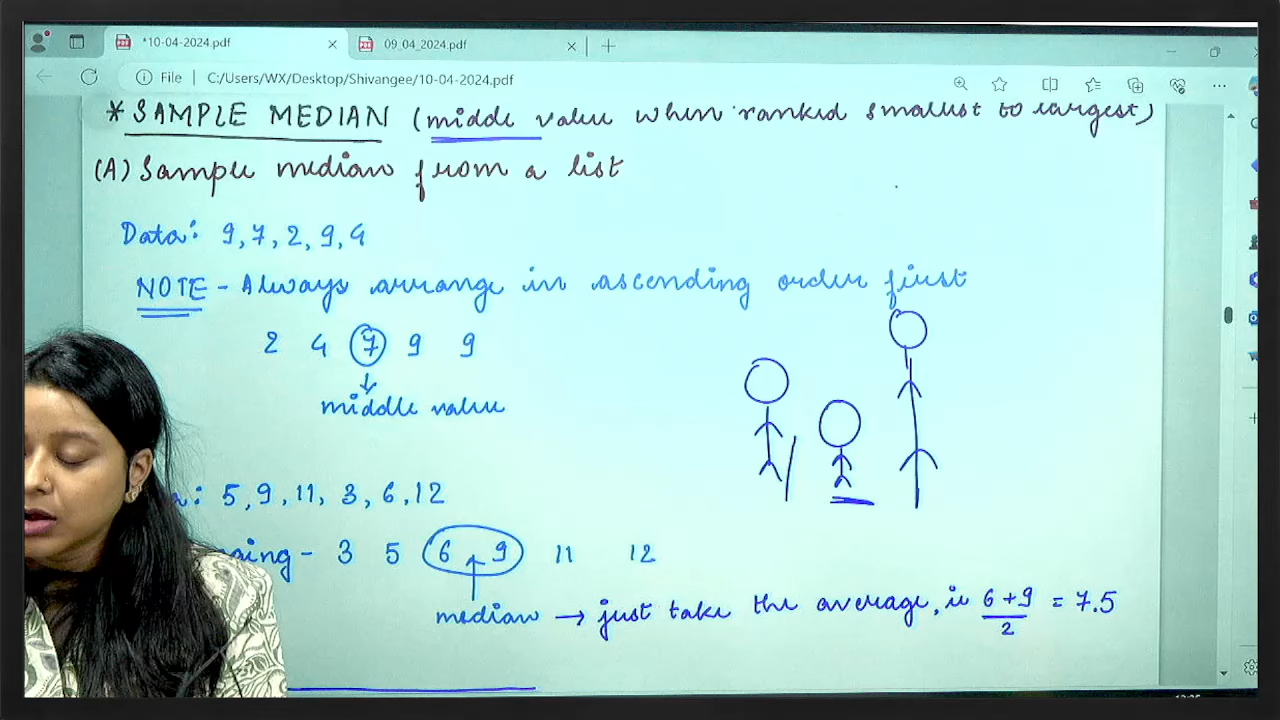 *10-04-2024.pdf
09_04_2024.pdf
File C:/Users/WX/Desktop/Shivangee/10-04-2024.pdf
*SAMPLE MEDIAN (midde value when ranked smallest to largest)
(A) Sample median from a list
Data: 9, 7, 2, 9, 4
NOTE - Always arrange in ascending order first
2 4 7 9 9
middle value
: 5, 9, 11, 3, 6, 12
ging - 3 5 6 9 11 12
median → just take the average, ie 6+9/2 = 7.5